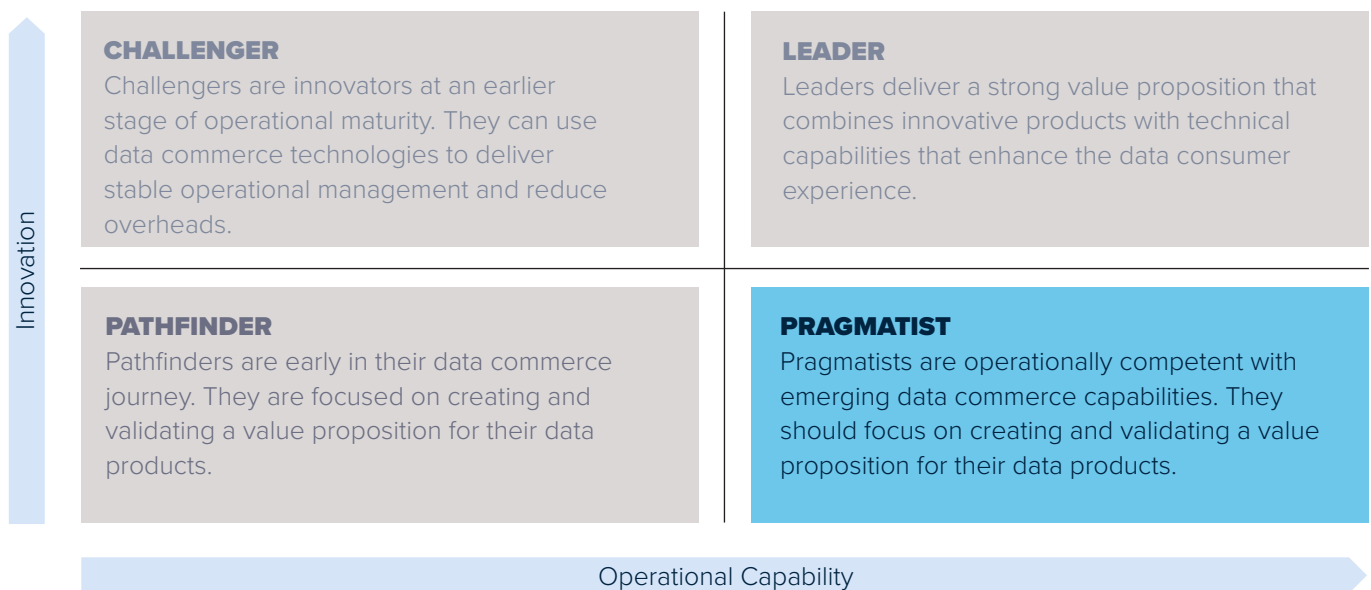 CHALLENGER
Challengers are innovators at an earlier
stage of operational maturity. They can use
data commerce technologies to deliver
stable operational management and reduce
overheads.
LEADER
Leaders deliver a strong value proposition that
combines innovative products with technical
capabilities that enhance the data consumer
experience.
Innovation
PATHFINDER
Pathfinders are early in their data commerce
journey. They are focused on creating and
validating a value proposition for their data
products.
PRAGMATIST
Pragmatists are operationally competent with
emerging data commerce capabilities. They
should focus on creating and validating a value
proposition for their data products.
Operational Capability